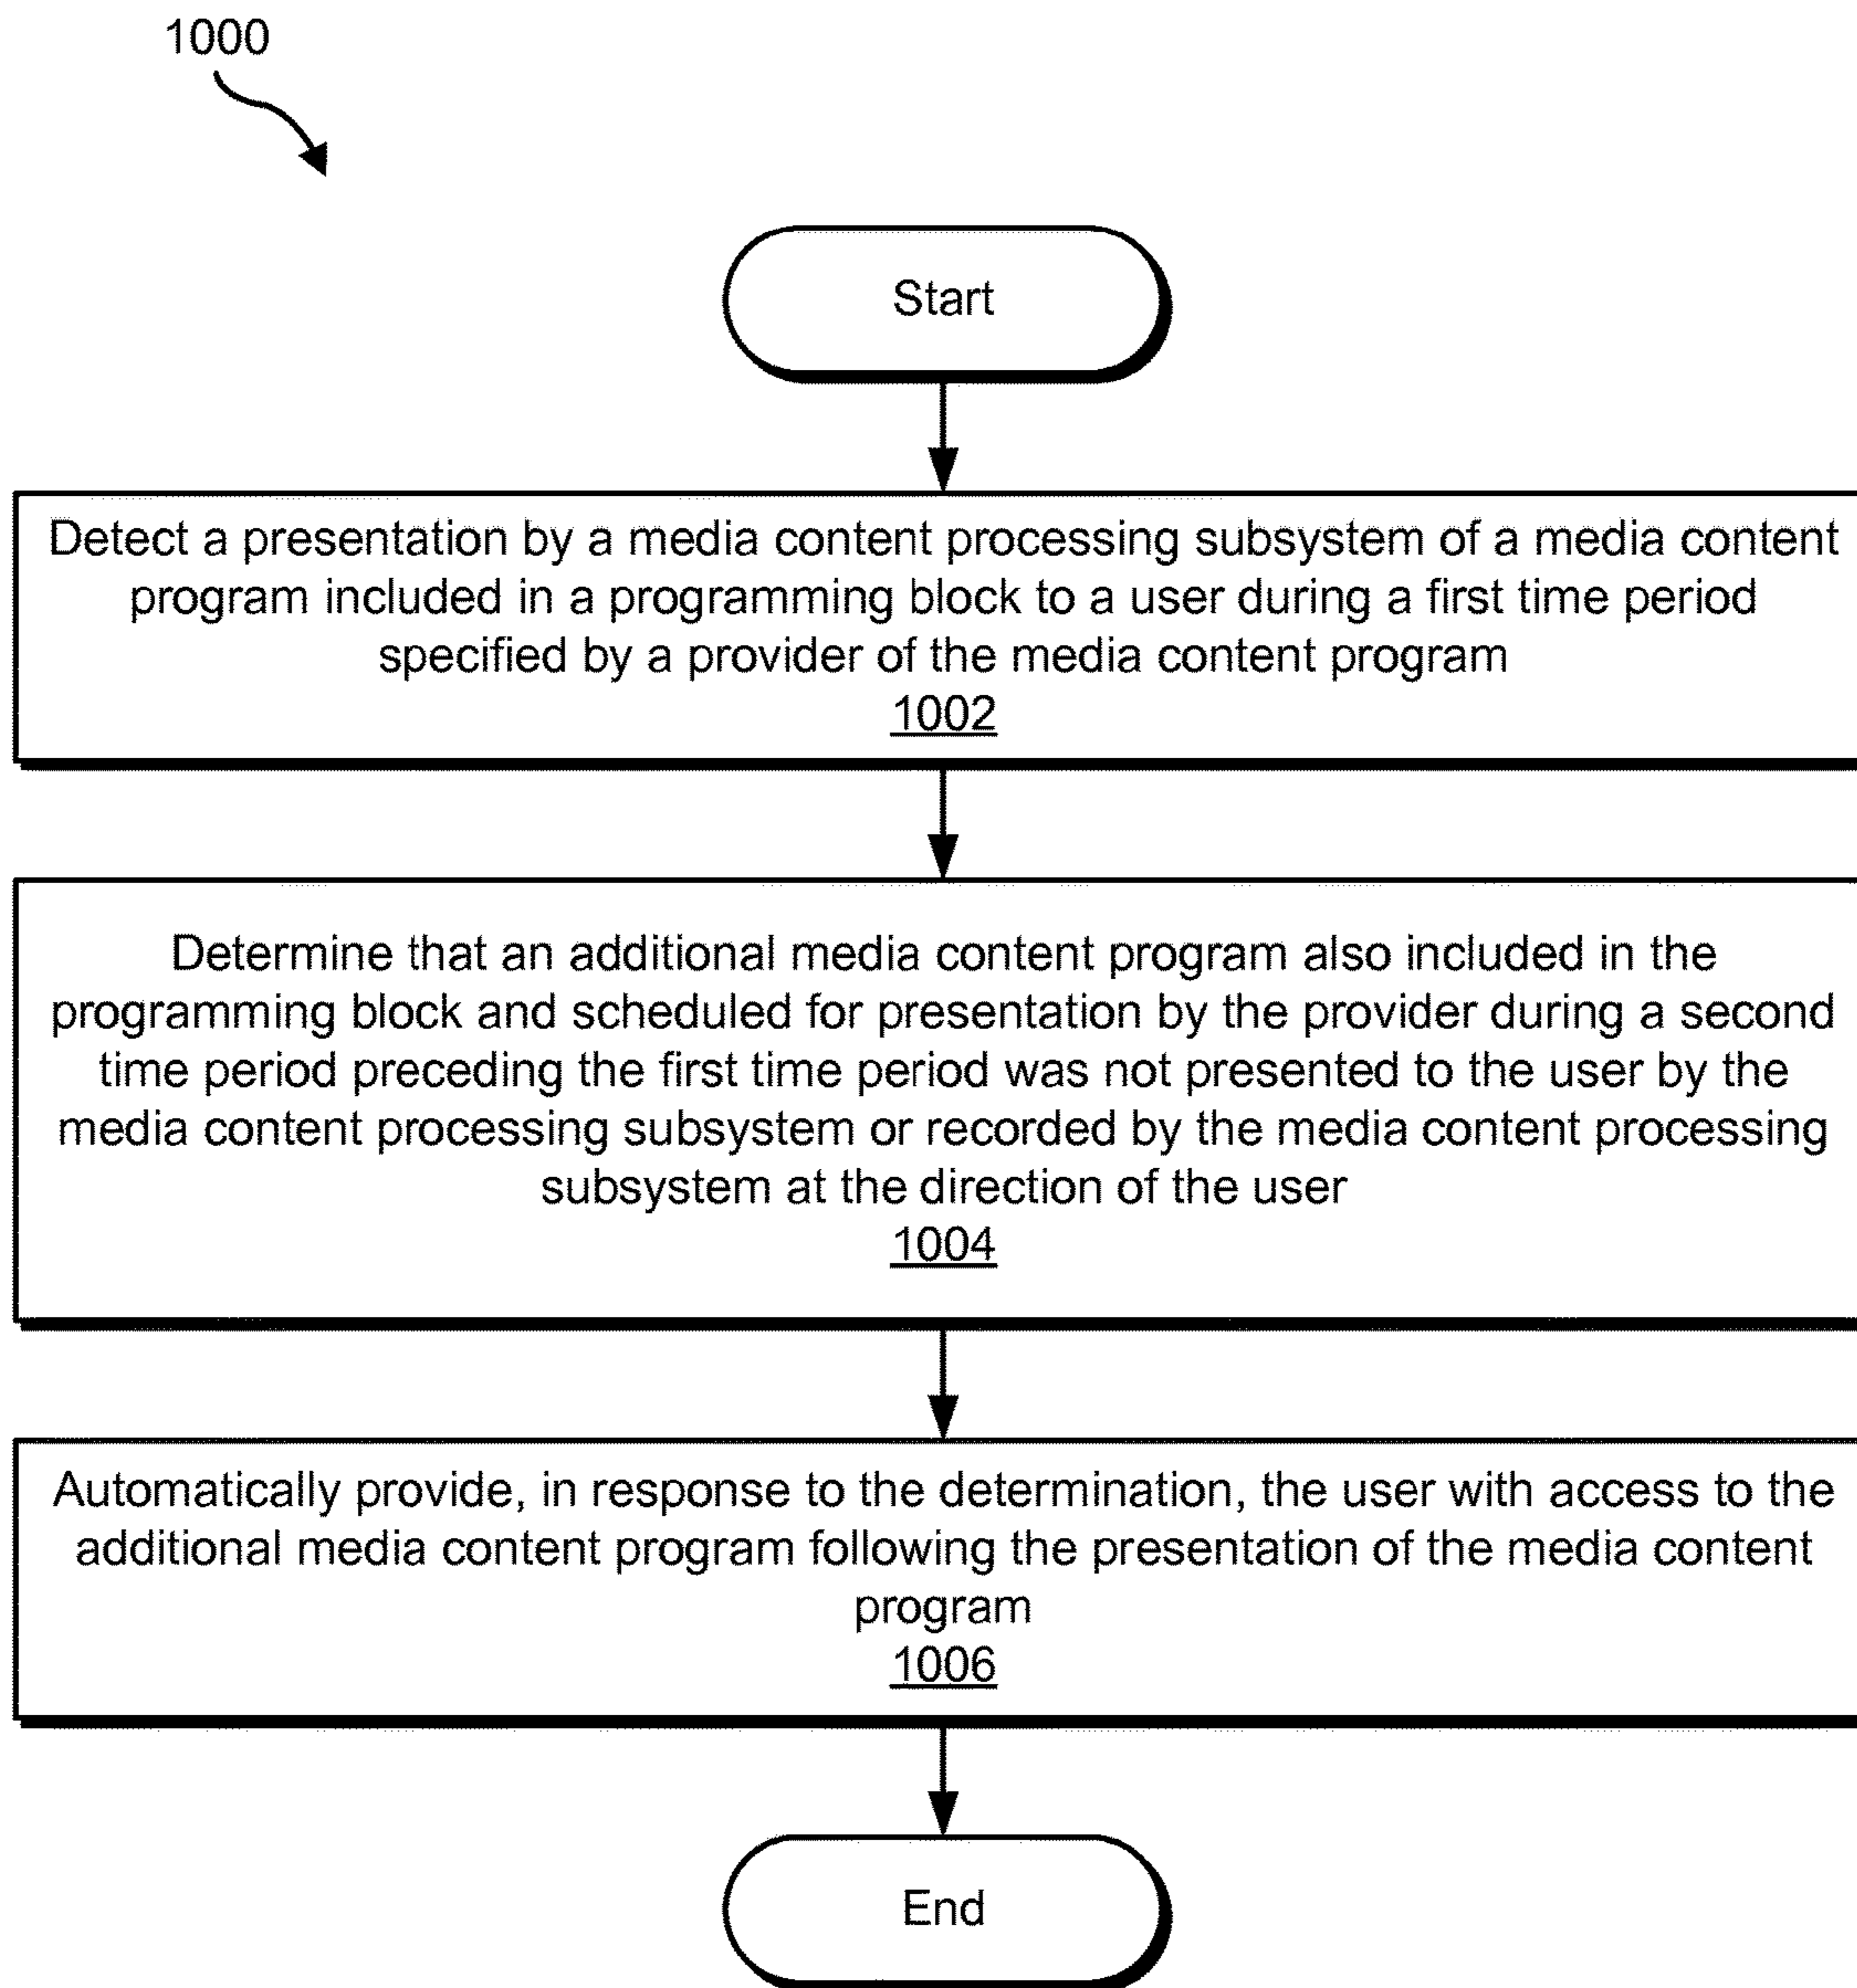 1000
Start
Detect a presentation by a media content processing subsystem of a media content
program included in a programming block to a user during a first time period
specified by a provider of the media content program
1002
Determine that an additional media content program also included in the
programming block and scheduled for presentation by the provider during a second
time period preceding the first time period was not presented to the user by the
media content processing subsystem or recorded by the media content processing
subsystem at the direction of the user
1004
Automatically provide, in response to the determination, the user with access to the
additional media content program following the presentation of the media content
program
1006
End